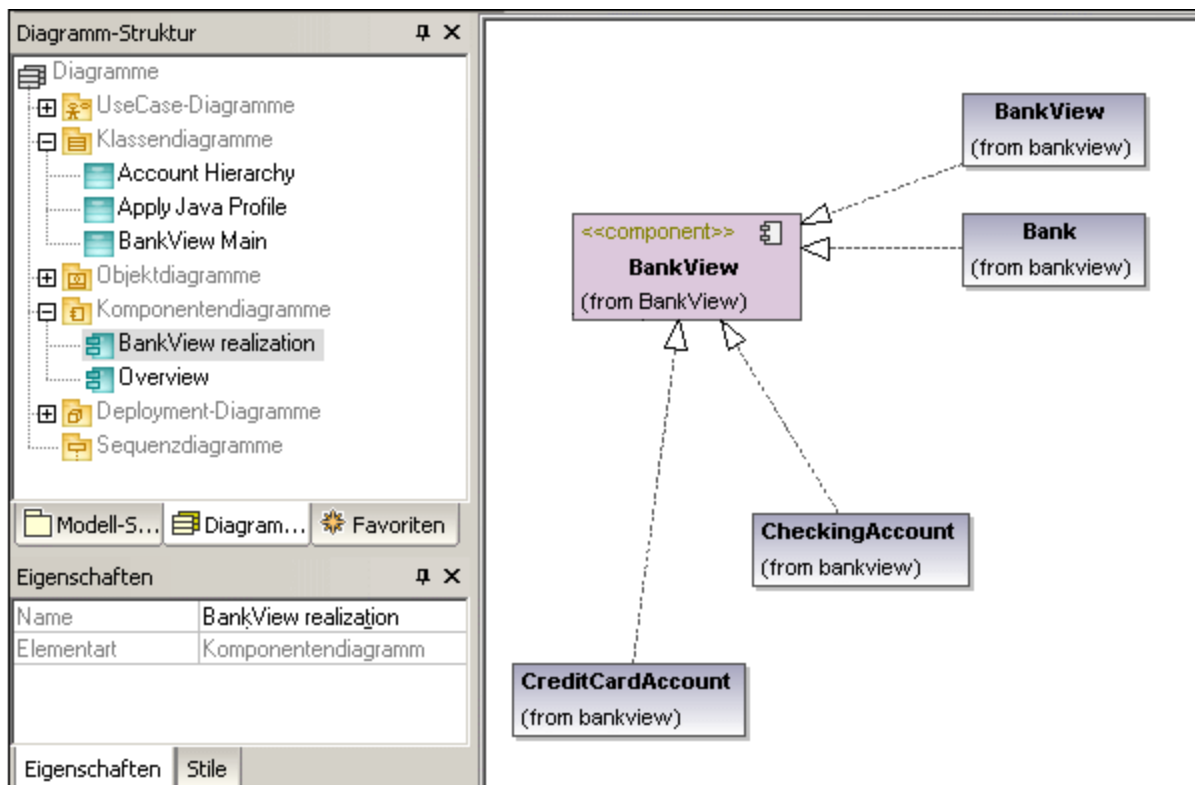 Diagramm-Struktur
Diagramme
UseCase-Diagramme
Klassendiagramme
Account Hierarchy
Apply Java Profile
BankView Main
Objektdiagramme
Komponentendiagramme
BankView realization
Overview
Deployment-Diagramme
Sequenzdiagramme
Modell-S... Diagram... Favoriten
Eigenschaften
Name BankView realization
Elementart Komponentendiagramm
Eigenschaften Stile
BankView
(from bankview)
<<component>>
BankView
(from BankView)
Bank
(from bankview)
CheckingAccount
(from bankview)
CreditCardAccount
(from bankview)